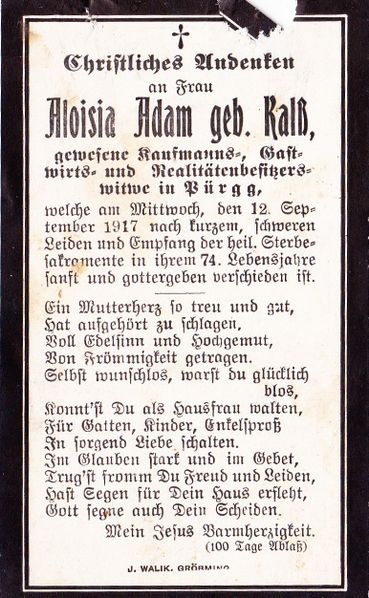 Christliches Andenken
an Frau
Aloisia Adam geb. Kalß,
gewesene Kaufmanns-, Gast-
wirts- und Realitätenbesitzers-
witwe in Pürgg,
welche am Mittwoch, den 12. Sep-
tember 1917 nach kurzem, schweren
Leiden und Empfang der heil. Sterbe-
sakramente in ihrem 74. Lebensjahre
sanft und gottergeben verschieden ist.
Ein Mutterherz so treu und gut,
Hat aufgehört zu schlagen,
Voll Edelsinn und Hochgemut,
Von Frömmigkeit getragen.
Selbst wunschlos, warst du glücklich
blos,
Konnt'st Du als Hausfrau walten,
Für Gatten, Kinder, Enkelsproß
In sorgend Liebe schalten.
Im Glauben stark und im Gebet,
Trug'st fromm Du Freud und Leiden,
Hast Segen für Dein Haus erfleht,
Gott segne auch Dein Scheiden.
Mein Jesus Barmherzigkeit.
(100 Tage Ablaß)
J. WALIK. GRÖBMING